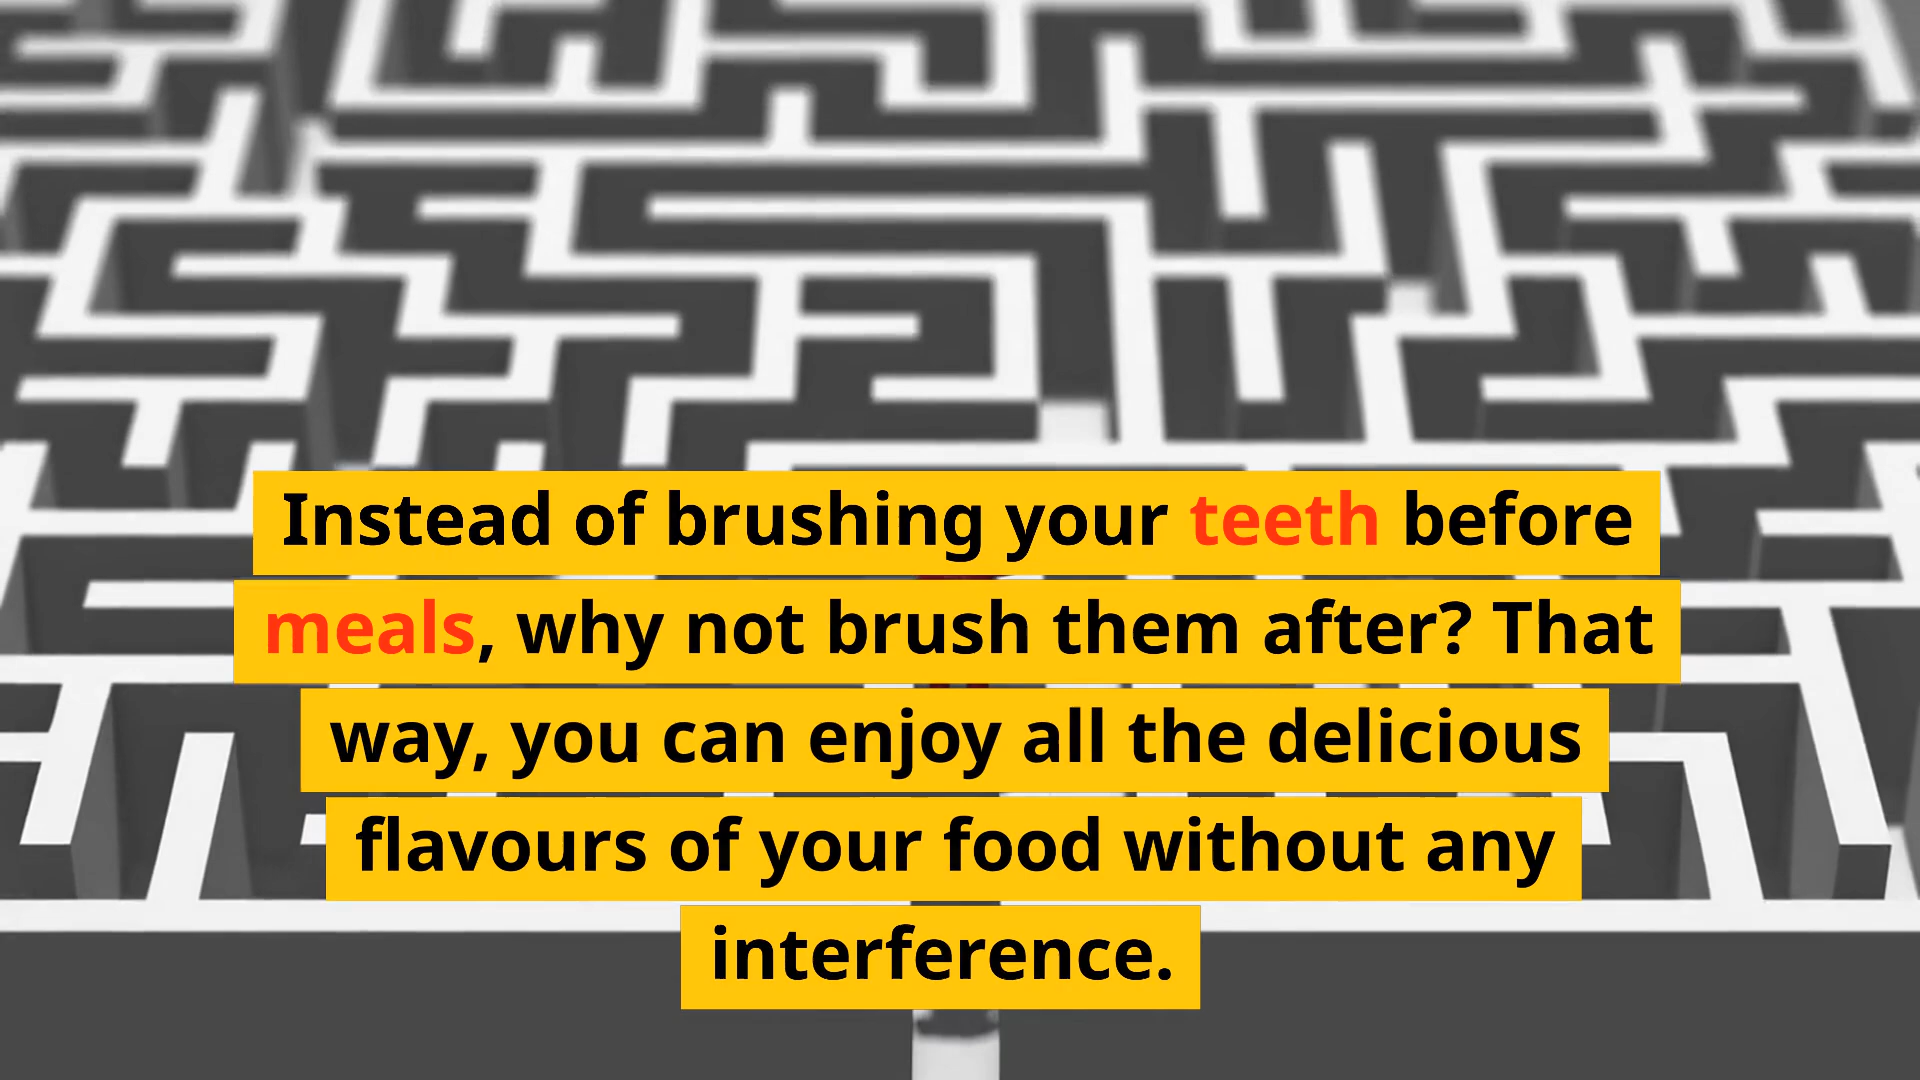 Instead of brushing your teeth before
meals, why not brush them after? That
way, you can enjoy all the delicious
flavours of your food without any
interference.